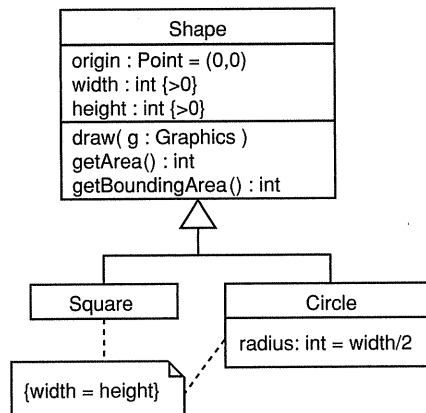 Shape
origin : Point = (0,0)
width : int {>0}
height : int {>0}
draw( g : Graphics )
getArea() : int
getBoundingArea() : int
Square
Circle
radius: int = width/2
{width = height}